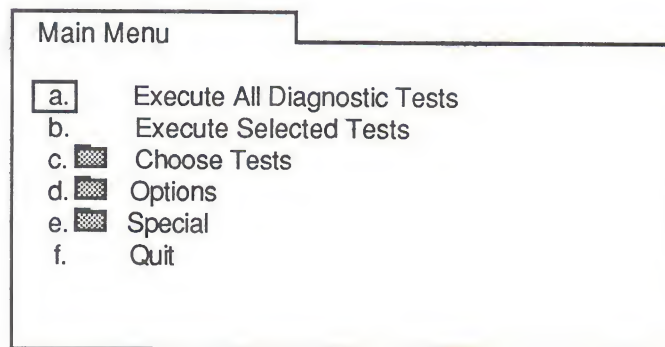 Main Menu
a. Execute All Diagnostic Tests
b. Execute Selected Tests
c. Choose Tests
d. Options
e. Special
f. Quit